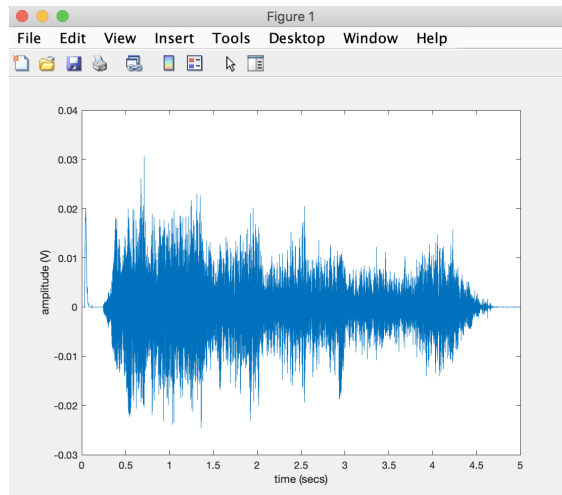 Figure 1
File Edit View Insert Tools Desktop Window Help
0.04
0.03
0.02
0.01
0
-0.01
-0.02
-0.03
amplitude (V)
0 0.5 1 1.5 2 2.5 3 3.5 4 4.5 5
time (secs)